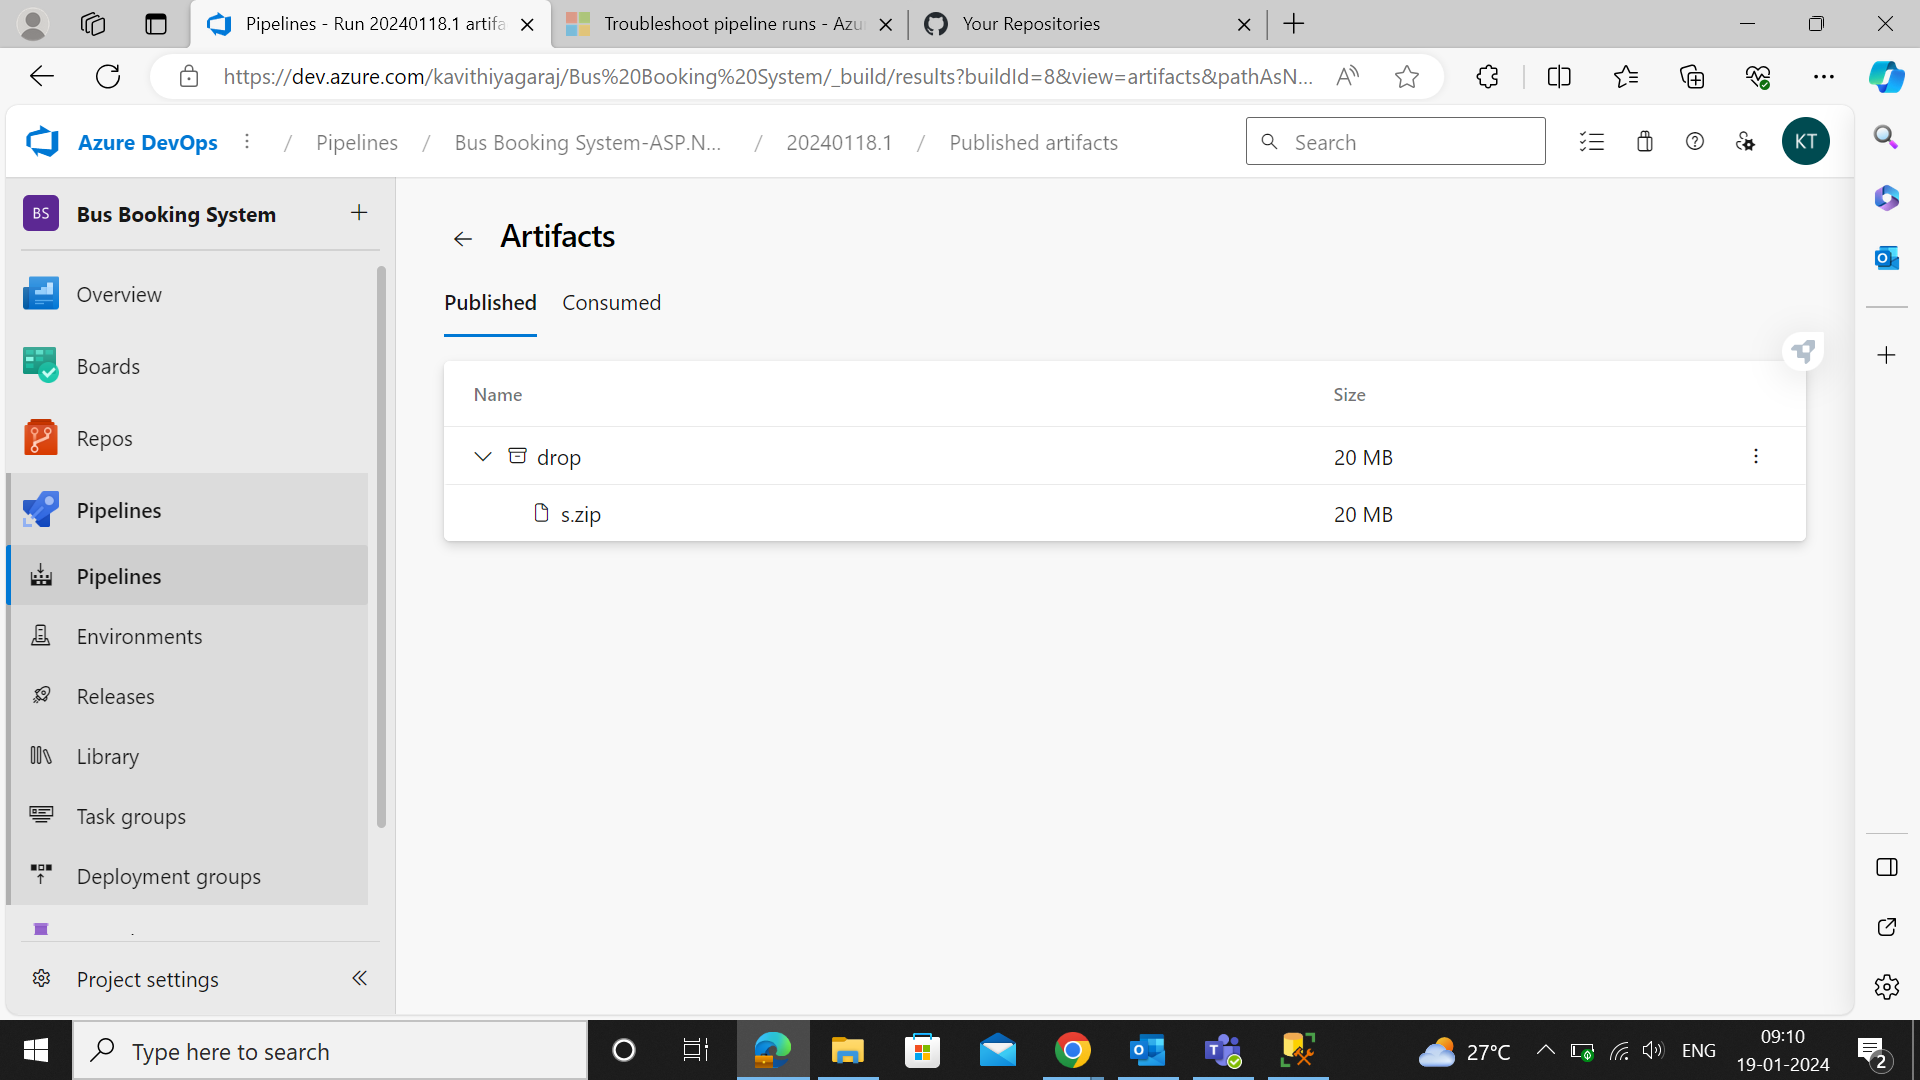 Pipelines - Run 20240118.1 artifa
Troubleshoot pipeline runs - Azu
Your Repositories
https://dev.azure.com/kavithiyagaraj/Bus%20Booking%20System/_build/results?buildId=8&view=artifacts&pathAsN...
Azure DevOps / Pipelines / Bus Booking System-ASP.N... / 20240118.1 / Published artifacts
Search
KT
BS Bus Booking System
Overview
Boards
Repos
Pipelines
Pipelines
Environments
Releases
Library
Task groups
Deployment groups
Project settings
Artifacts
Published Consumed
Name Size
drop 20 MB
s.zip 20 MB
Type here to search
27°C
ENG
09:10
19-01-2024
2